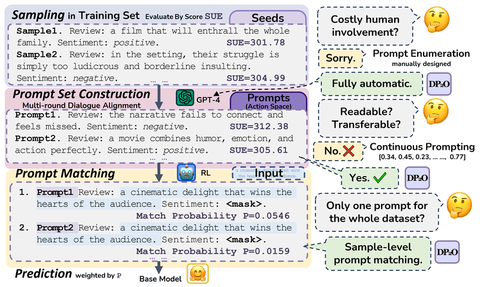 Sampling in Training Set Evaluate By Score SUE
Seeds
Sample1. Review: a film that will enthrall the whole
family. Sentiment: positive. SUE=301.78
Sample2. Review: in the setting, their struggle is
simply too ludicrous and borderline insulting.
Sentiment: negative. SUE=304.99
Prompt Set Construction
Multi-round Dialogue Alignment
GPT-4
Prompts
(Action Space)
Prompt1. Review: the narrative fails to connect and
feels missed. Sentiment: negative. SUE=312.38
Prompt2. Review: a movie combines humor, emotion, and
action perfectly. Sentiment: positive. SUE=305.61
... ...
Prompt Matching
RL
Input
1. Prompt1 Review: a cinematic delight that wins the
hearts of the audience. Sentiment: <mask>.
Match Probability P=0.0546
2. Prompt2 Review: a cinematic delight that wins the
hearts of the audience. Sentiment: <mask>.
Match Probability P=0.0159
Prediction weighted by P
Base Model
Costly human
involvement?
Sorry.
Prompt Enumeration
manually designed
Fully automatic.
DP2O
Readable?
Transferable?
No.
Continuous Prompting
[0.34, 0.45, 0.23, ..., 0.77]
Yes.
DP2O
Only one prompt for
the whole dataset?
Sample-level
prompt matching.
DP2O